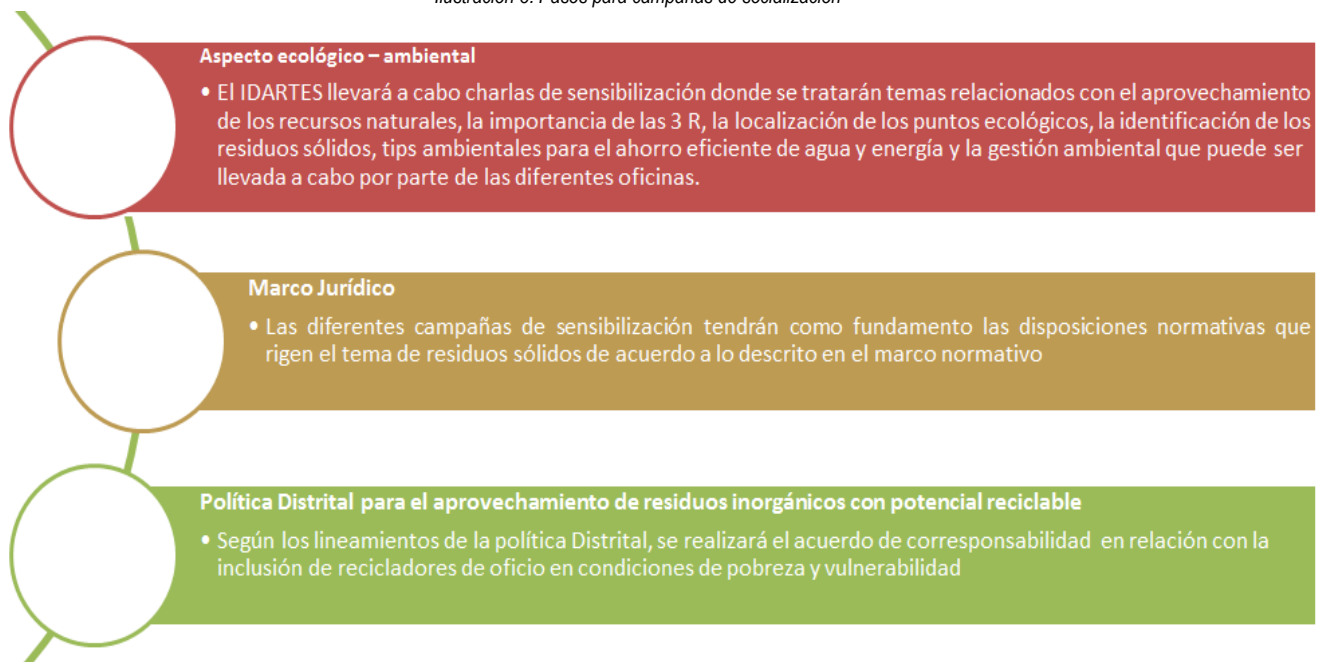 Aspecto ecológico – ambiental
• El IDARTES llevará a cabo charlas de sensibilización donde se tratarán temas relacionados con el aprovechamiento
de los recursos naturales, la importancia de las 3 R, la localización de los puntos ecológicos, la identificación de los
residuos sólidos, tips ambientales para el ahorro eficiente de agua y energía y la gestión ambiental que puede ser
llevada a cabo por parte de las diferentes oficinas.
Marco Jurídico
• Las diferentes campañas de sensibilización tendrán como fundamento las disposiciones normativas que
rigen el tema de residuos sólidos de acuerdo a lo descrito en el marco normativo
Política Distrital para el aprovechamiento de residuos inorgánicos con potencial reciclable
• Según los lineamientos de la política Distrital, se realizará el acuerdo de corresponsabilidad en relación con la
inclusión de recicladores de oficio en condiciones de pobreza y vulnerabilidad